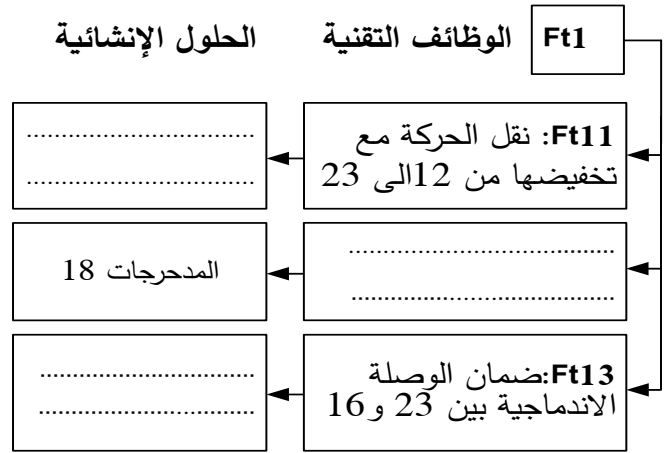 Ft1
الوظائف التقنية
الحلول الإنشائية
Ft11: نقل الحركة مع
تخفيضها من 12الى 23
................................
................................
.....................................
.....................................
المدحرجات 18
Ft13:ضمان الوصلة
الاندماجية بين 23 و16
...............................
...............................